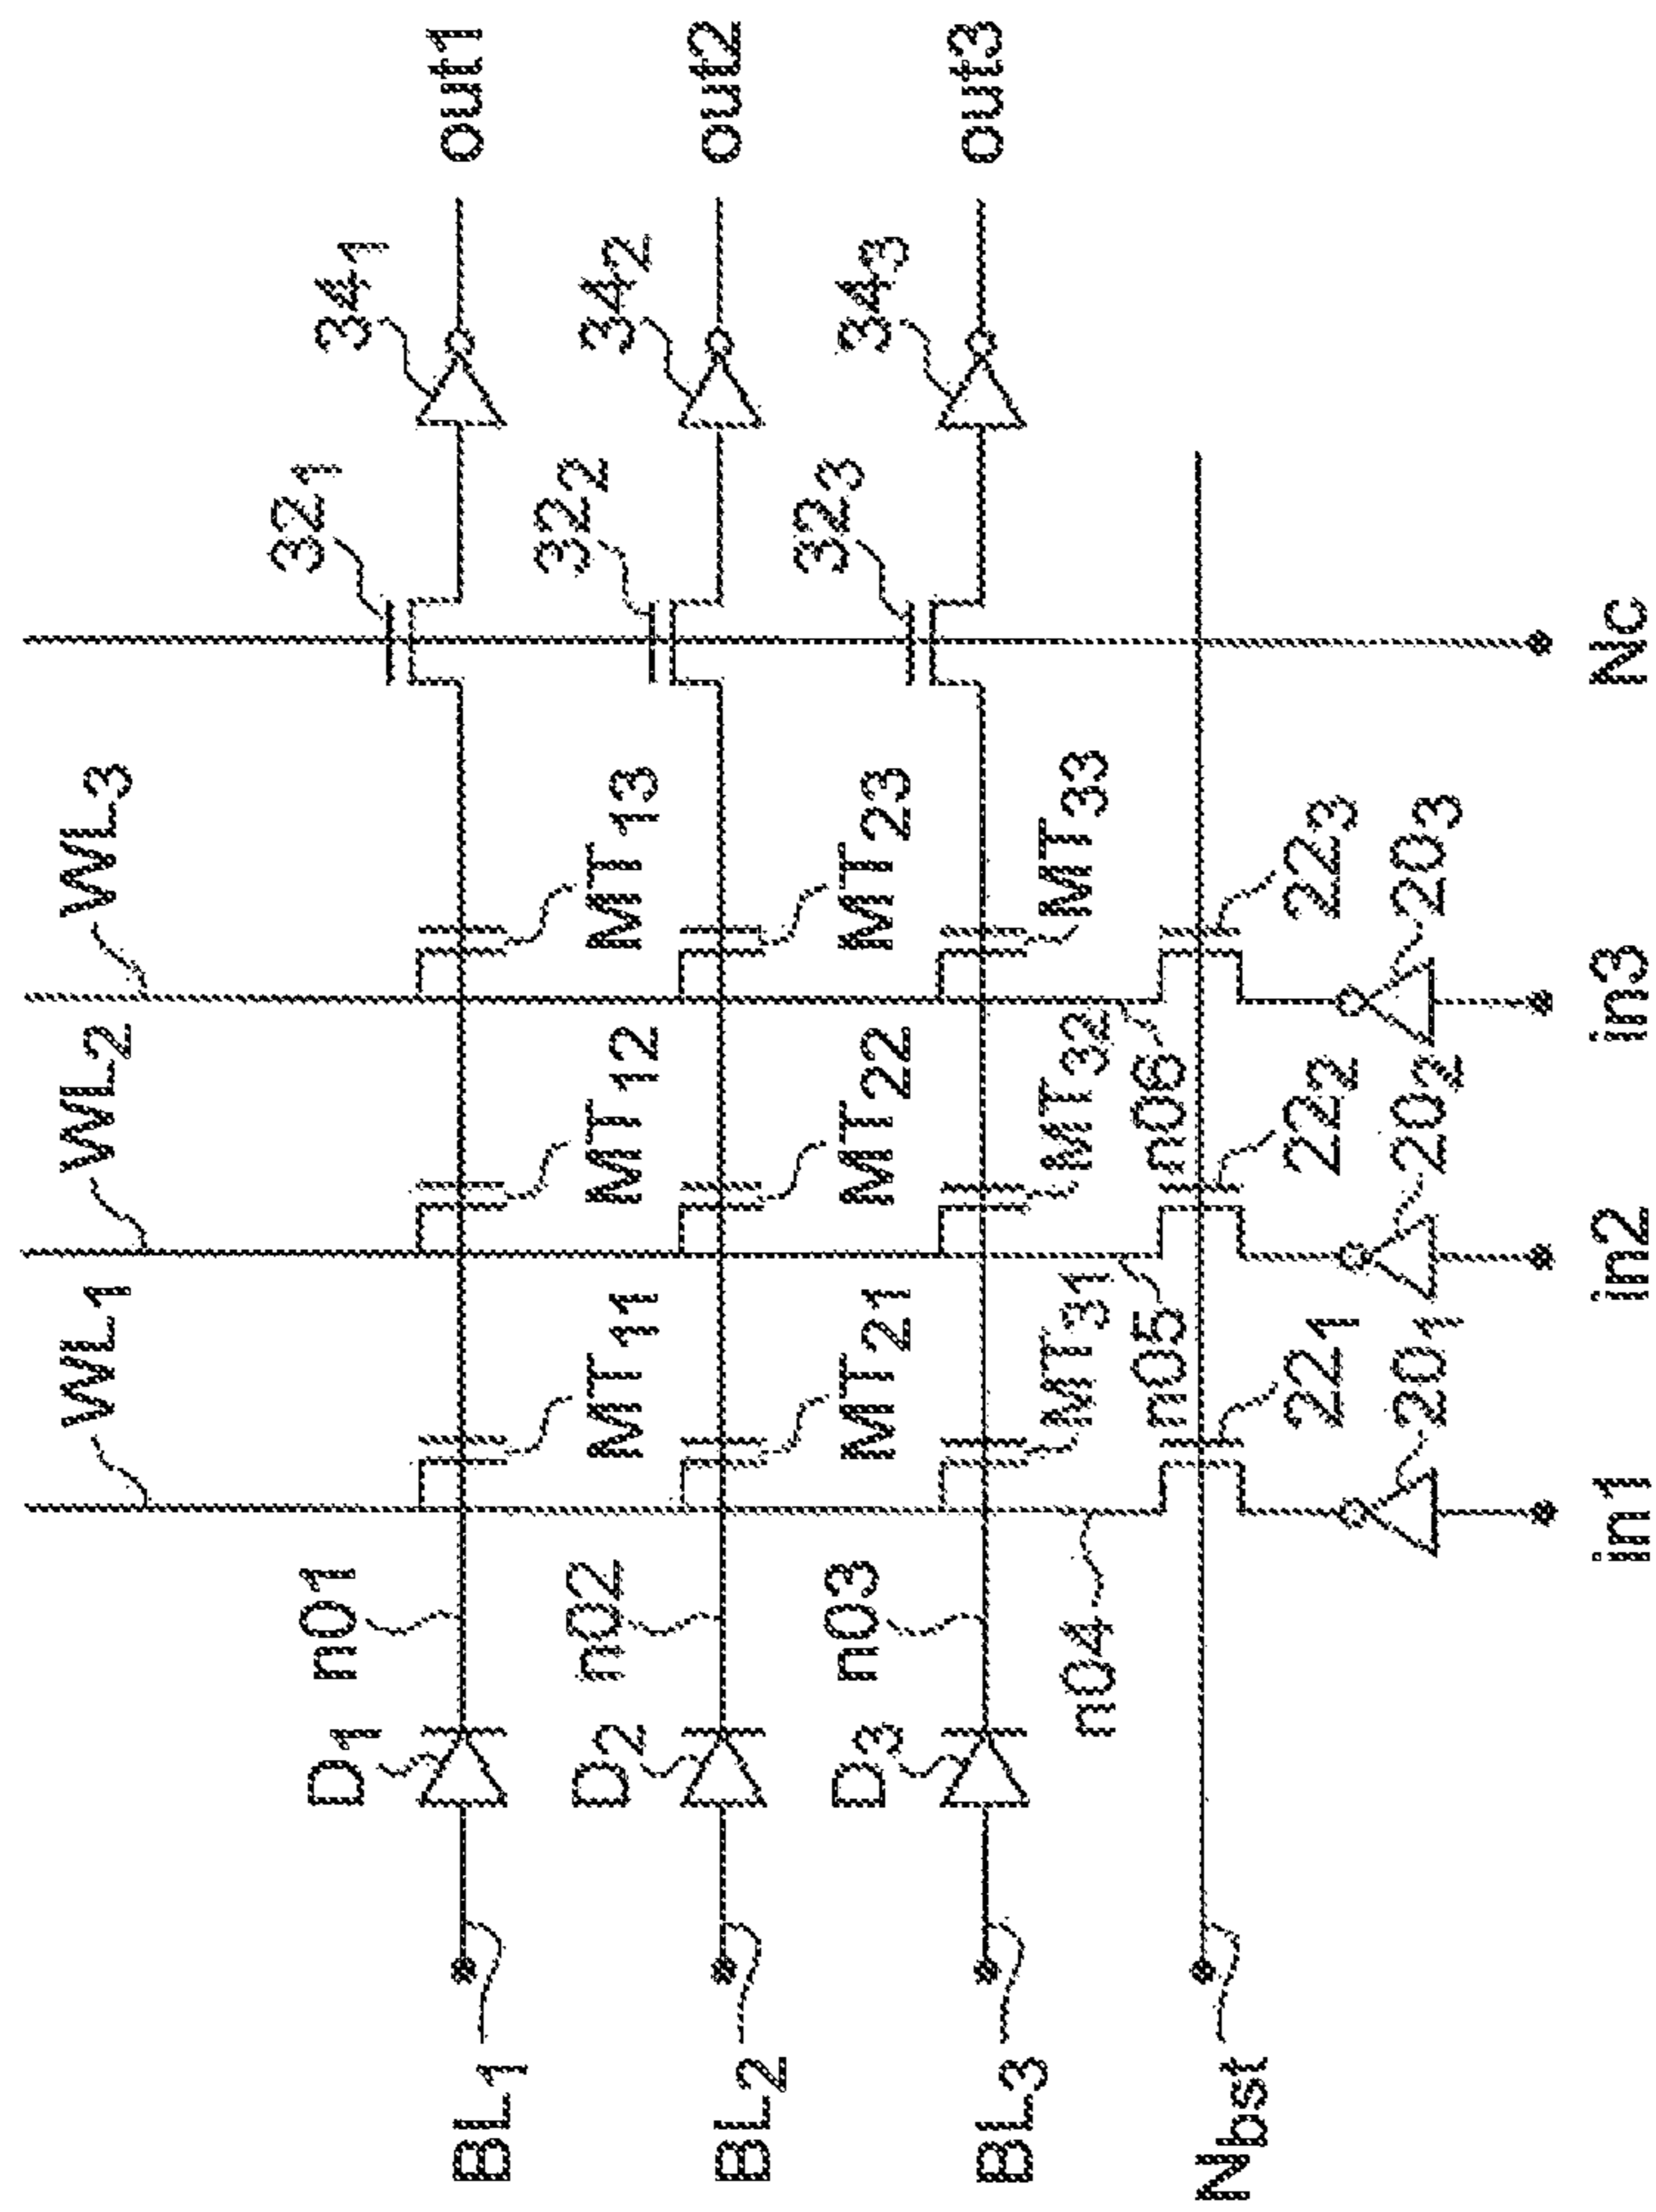 WL1 WL2 WL3
D1 n01 321 341
BL1 out1
MT11 MT12 MT13
D2 n02 322 342
BL2 out2
MT21 MT22 MT23
D3 n03 323 343
BL3 out3
n04 MT31 MT32 MT33
n05 n06
Nbst
221 222 223
201 202 203
in1 in2 in3 Nc